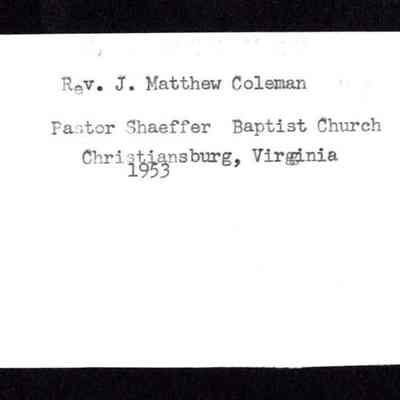 Rev. J. Matthew Coleman
Pastor Shaeffer Baptist Church
Christiansburg, Virginia
1953